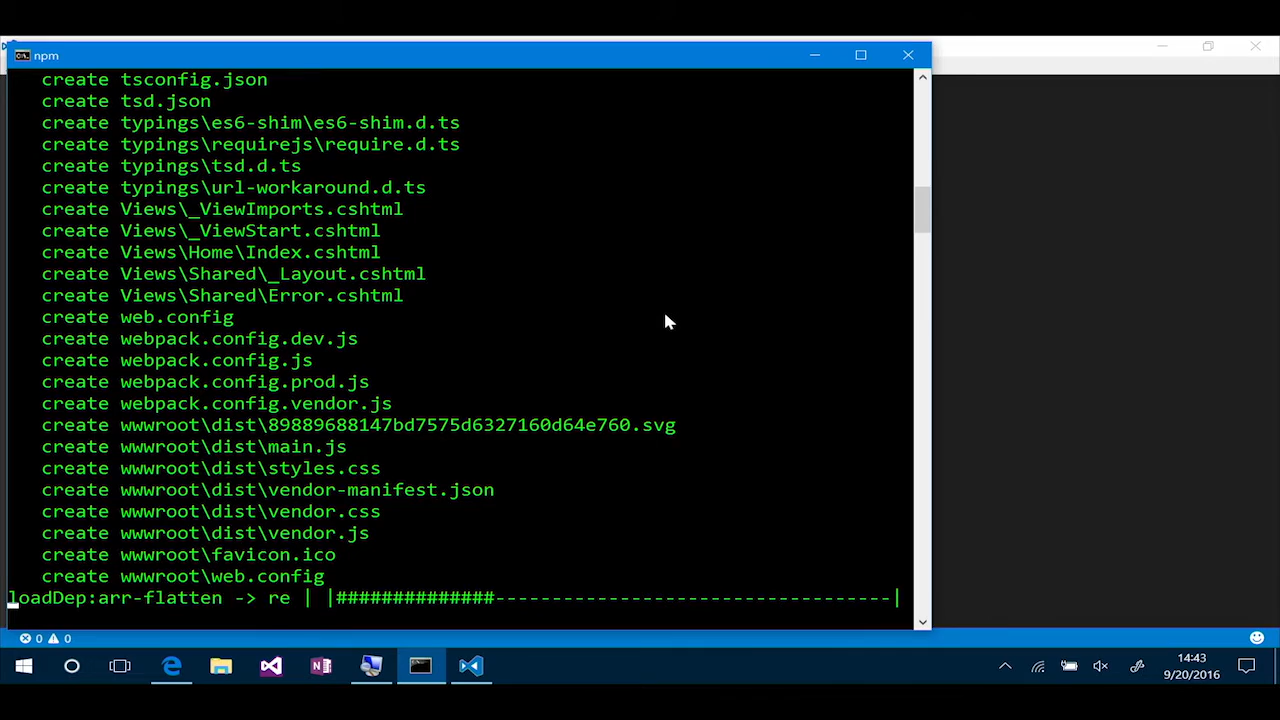 npm
create tsconfig.json
create tsd.json
create typings\es6-shim\es6-shim.d.ts
create typings\requirejs\require.d.ts
create typings\tsd.d.ts
create typings\url-workaround.d.ts
create Views\_ViewImports.cshtml
create Views\_ViewStart.cshtml
create Views\Home\Index.cshtml
create Views\Shared\_Layout.cshtml
create Views\Shared\Error.cshtml
create web.config
create webpack.config.dev.js
create webpack.config.js
create webpack.config.prod.js
create webpack.config.vendor.js
create wwwroot\dist\89889688147bd7575d6327160d64e760.svg
create wwwroot\dist\main.js
create wwwroot\dist\styles.css
create wwwroot\dist\vendor-manifest.json
create wwwroot\dist\vendor.css
create wwwroot\dist\vendor.js
create wwwroot\favicon.ico
create wwwroot\web.config
loadDep:arr-flatten -> re | |##############-----------------------------------|
0 0
14:43
9/20/2016